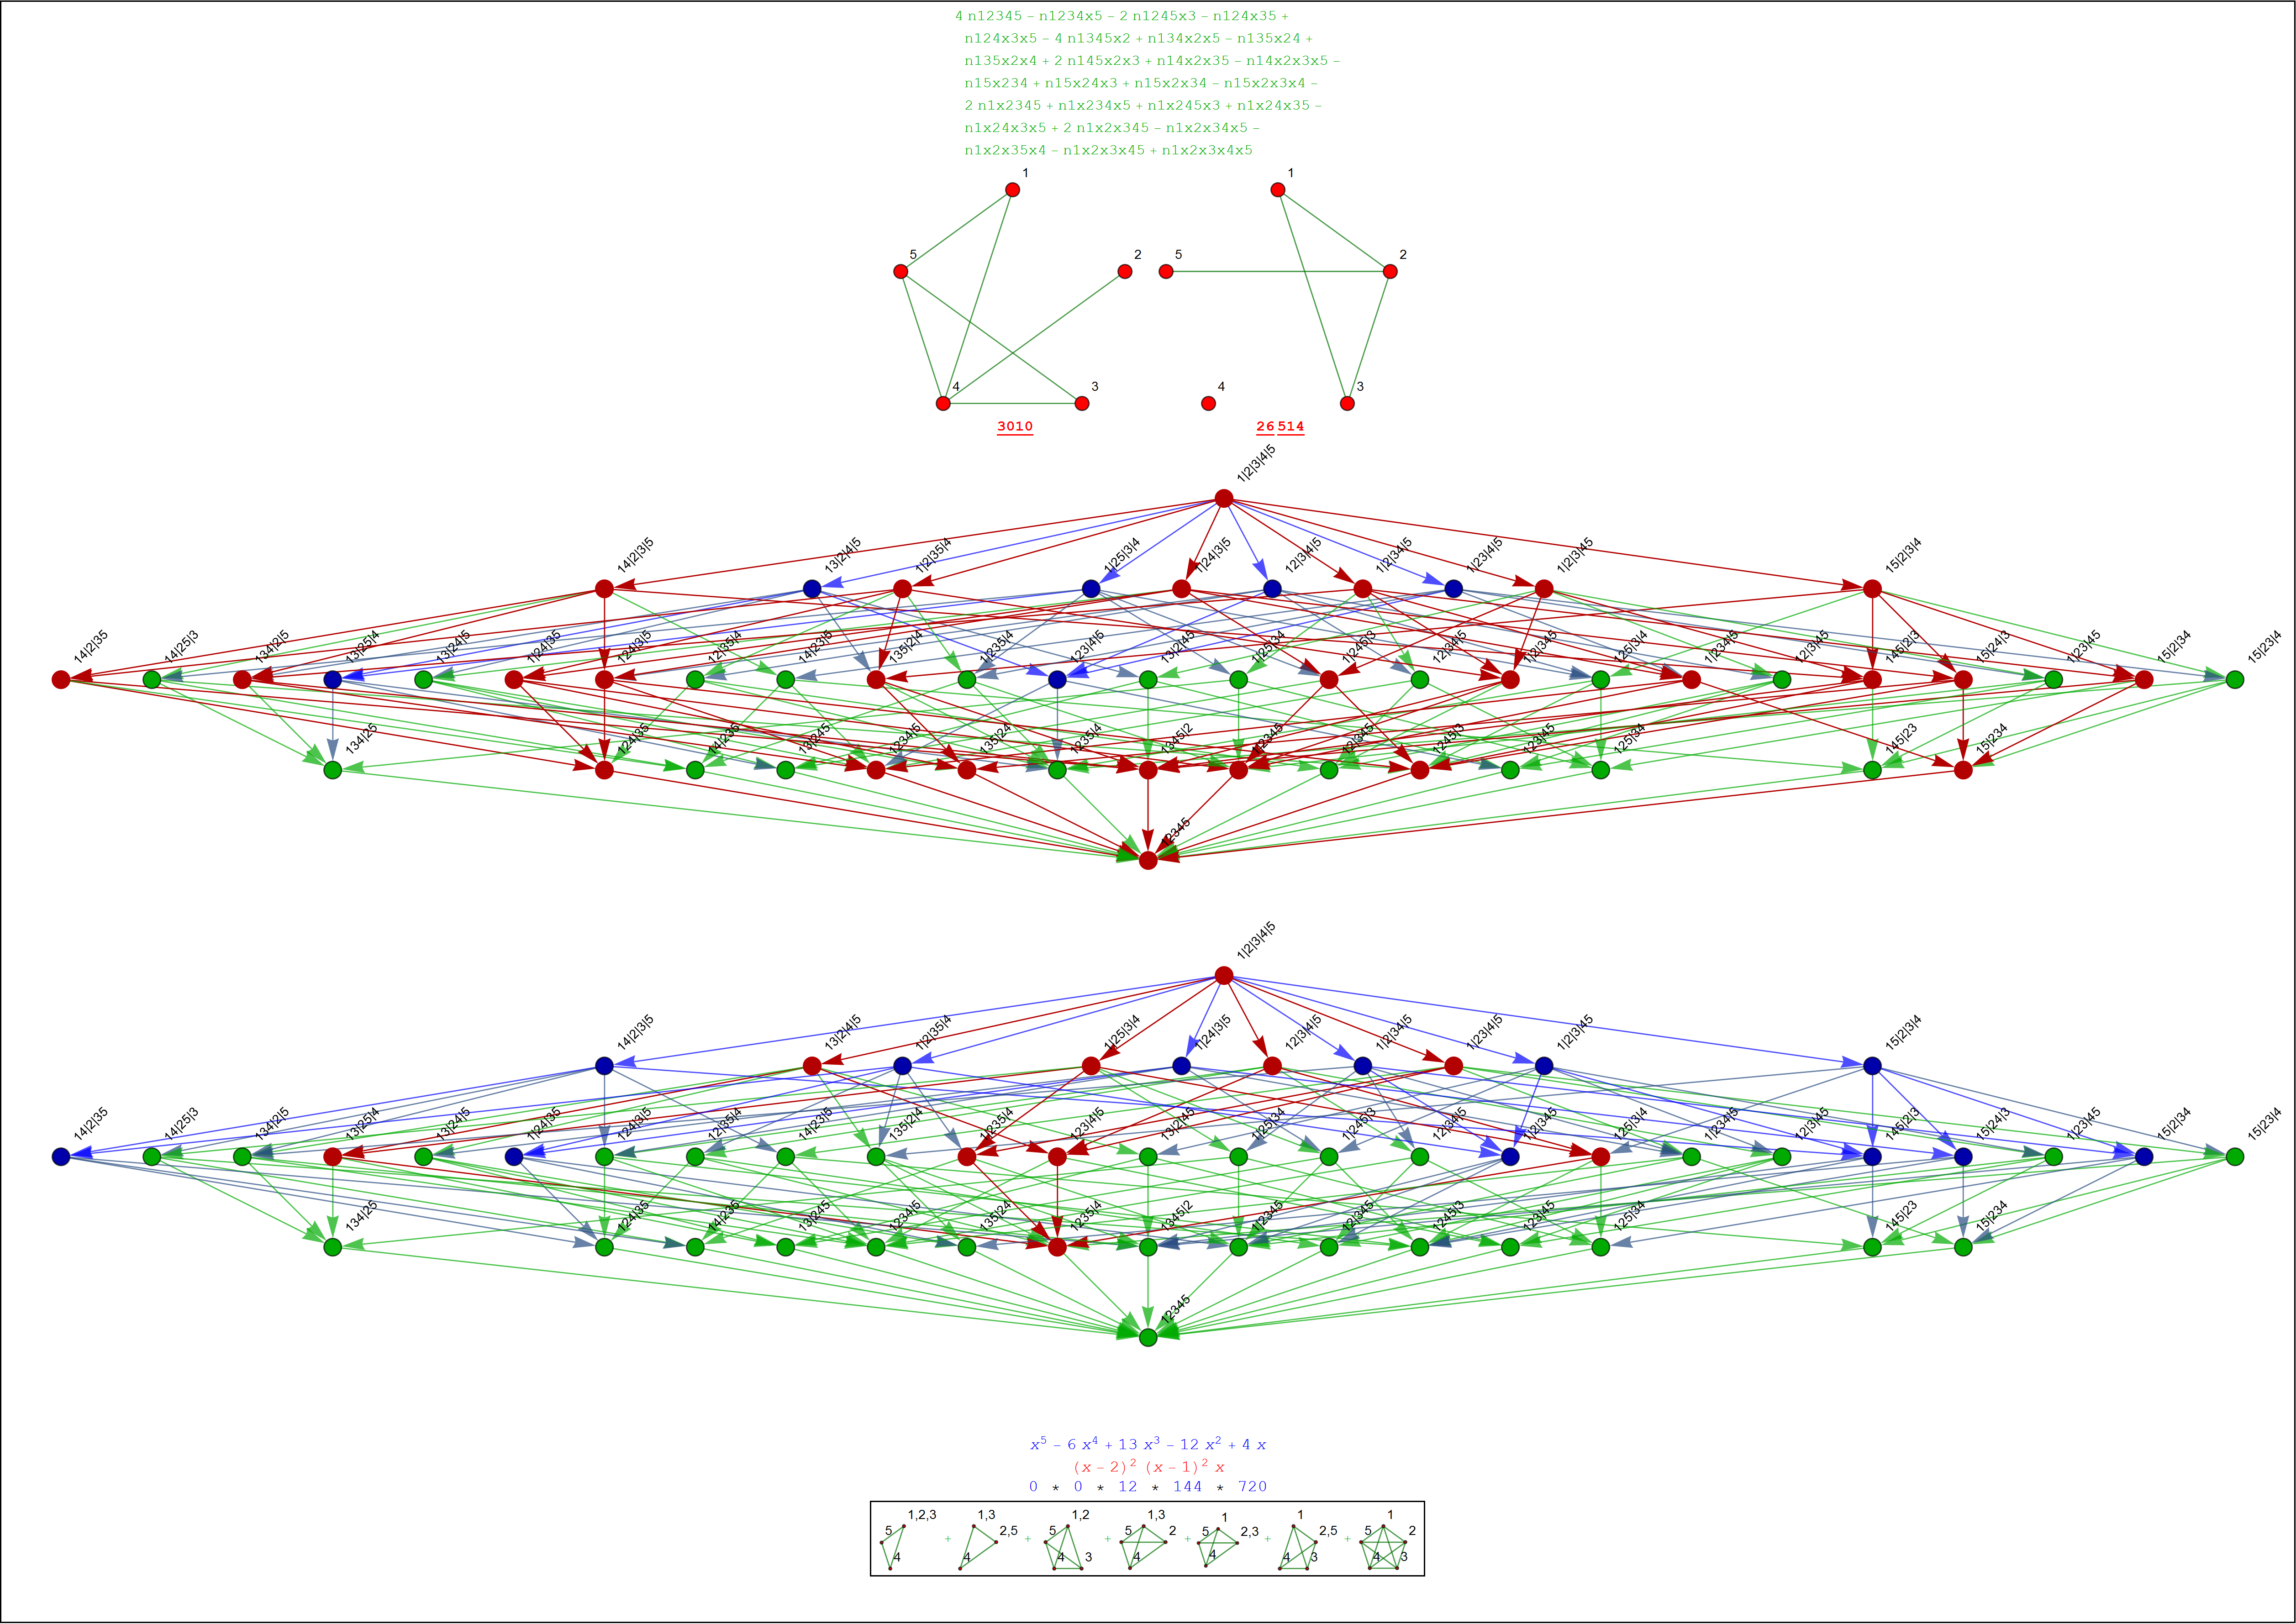 4 n12345 – n1234x5 – 2 n1245x3 – n124x35 +
n124x3x5 – 4 n1345x2 + n134x2x5 – n135x24 +
n135x2x4 + 2 n145x2x3 + n14x2x35 – n14x2x3x5 –
n15x234 + n15x24x3 + n15x2x34 – n15x2x3x4 –
2 n1x2345 + n1x234x5 + n1x245x3 + n1x24x35 –
n1x24x3x5 + 2 n1x2x345 – n1x2x34x5 –
n1x2x35x4 – n1x2x3x45 + n1x2x3x4x5
1 1
5 2 5 2
4 3 4 3
3010 26 514
1|2|3|4|5
14|2|3|5 13|2|4|5 1|2|35|4 1|25|3|4 1|24|3|5 12|3|4|5 1|2|34|5 1|23|4|5 1|2|3|45 15|2|3|4
14|2|35 14|25|3 134|2|5 13|25|4 13|24|5 1|24|35 124|3|5 12|35|4 14|23|5 135|2|4 1|235|4 123|4|5 13|2|45 1|25|34 1|245|3 12|34|5 1|2|345 125|3|4 1|234|5 12|3|45 145|2|3 15|24|3 1|23|45 15|2|34 15|23|4
134|25 124|35 14|235 13|245 1234|5 135|24 1235|4 1345|2 1|2345 12|345 1245|3 123|45 125|34 145|23 15|234
12345
1|2|3|4|5
14|2|3|5 13|2|4|5 1|2|35|4 1|25|3|4 1|24|3|5 12|3|4|5 1|2|34|5 1|23|4|5 1|2|3|45 15|2|3|4
14|2|35 14|25|3 134|2|5 13|25|4 13|24|5 1|24|35 124|3|5 12|35|4 14|23|5 135|2|4 1|235|4 123|4|5 13|2|45 1|25|34 1|245|3 12|34|5 1|2|345 125|3|4 1|234|5 12|3|45 145|2|3 15|24|3 1|23|45 15|2|34 15|23|4
134|25 124|35 14|235 13|245 1234|5 135|24 1235|4 1345|2 1|2345 12|345 1245|3 123|45 125|34 145|23 15|234
12345
x⁵ – 6 x⁴ + 13 x³ – 12 x² + 4 x
(x – 2)² (x – 1)² x
0 * 0 * 12 * 144 * 720
1,2,3 1,3 1,2 1,3 1 1 1
5 2,5 5 5 2 5 2,3 2,5 5 2
+ + + + + +
4 4 4 3 4 4 4 3 4 3